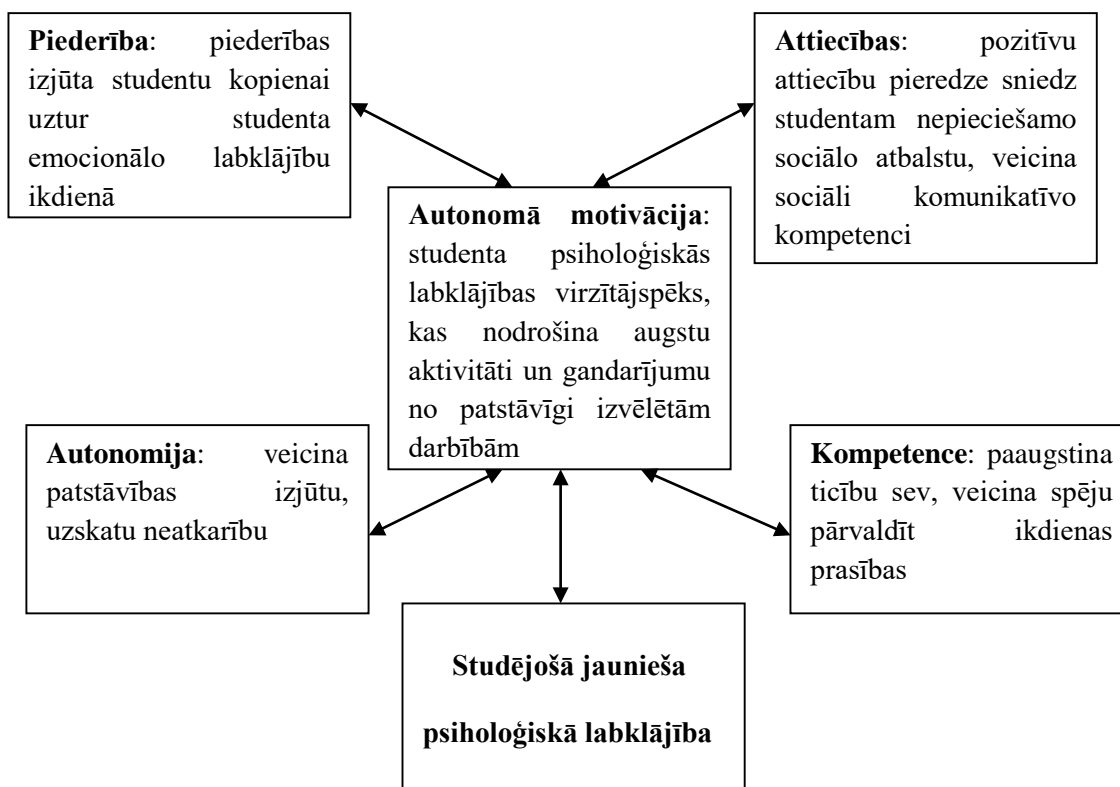 Piederība: piederības
izjūta studentu kopienai
uztur studenta
emocionālo labklājību
ikdienā
Attiecības: pozitīvu
attiecību pieredze sniedz
studentam nepieciešamo
sociālo atbalstu, veicina
sociāli komunikatīvo
kompetenci
Autonomā motivācija:
studenta psiholoģiskās
labklājības virzītājspēks,
kas nodrošina augstu
aktivitāti un gandarījumu
no patstāvīgi izvēlētām
darbībām
Autonomija: veicina
patstāvības izjūtu,
uzskatu neatkarību
Kompetence: paaugstina
ticību sev, veicina spēju
pārvaldīt ikdienas
prasības
Studējošā jaunieša
psiholoģiskā labklājība